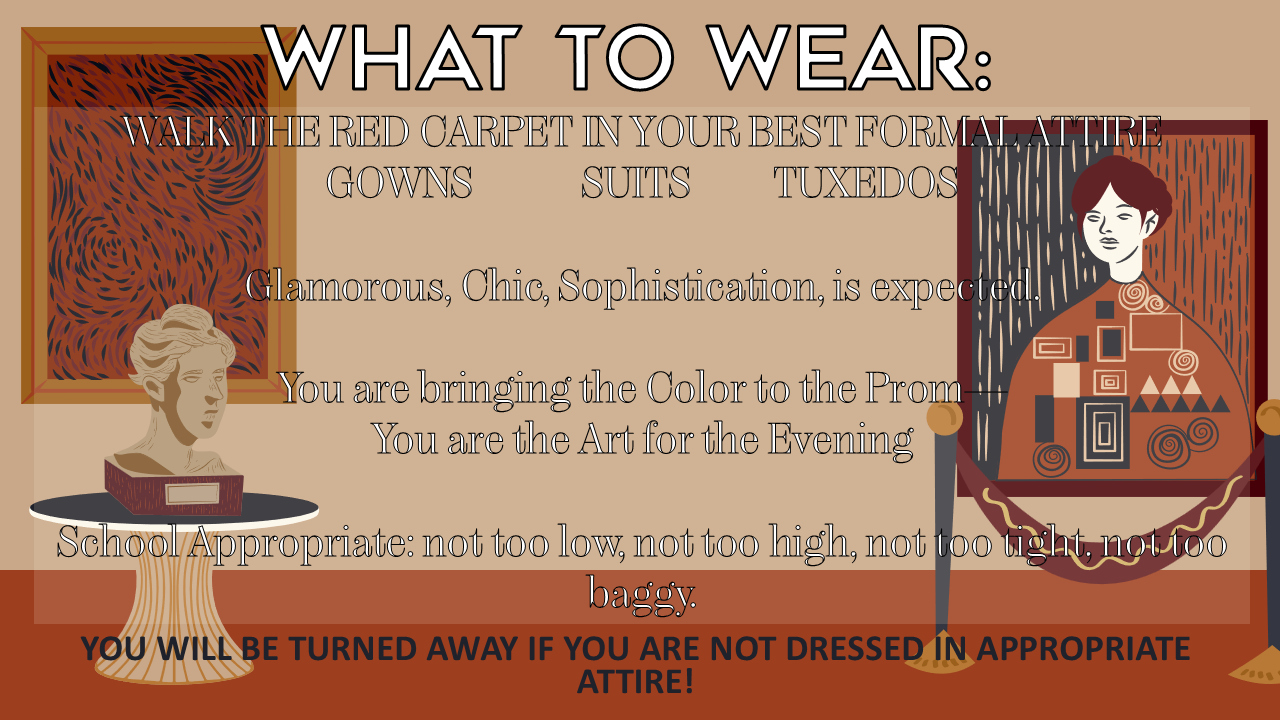 WHAT TO WEAR:
WALK THE RED CARPET IN YOUR BEST FORMAL ATTIRE
GOWNS SUITS TUXEDOS
Glamorous, Chic, Sophistication, is expected.
You are bringing the Color to the Prom—
You are the Art for the Evening
School Appropriate: not too low, not too high, not too tight, not too
baggy.
YOU WILL BE TURNED AWAY IF YOU ARE NOT DRESSED IN APPROPRIATE
ATTIRE!